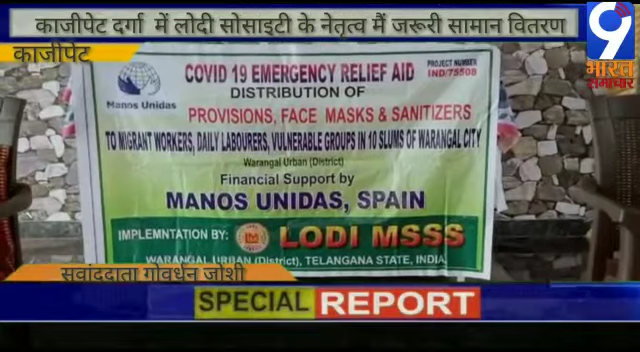 काजीपेट दर्गा में लोदी सोसाइटी के नेतृत्व मैं जरूरी सामान वितरण
काजीपेट
9
भारत
समाचार
Manos Unidas
COVID 19 EMERGENCY RELIEF AID
PROJECT NUMBER
IND/75508
DISTRIBUTION OF
PROVISIONS, FACE MASKS & SANITIZERS
TO MIGRANT WORKERS, DAILY LABOURERS, VULNERABLE GROUPS IN 10 SLUMS OF WARANGAL CITY
Warangal Urban (District)
Financial Support by
MANOS UNIDAS, SPAIN
IMPLEMNTATION BY: LODI MSSS
WARANGAL URBAN (District), TELANGANA STATE, INDIA
सवांददाता गोवर्धन जोशी
SPECIAL REPORT